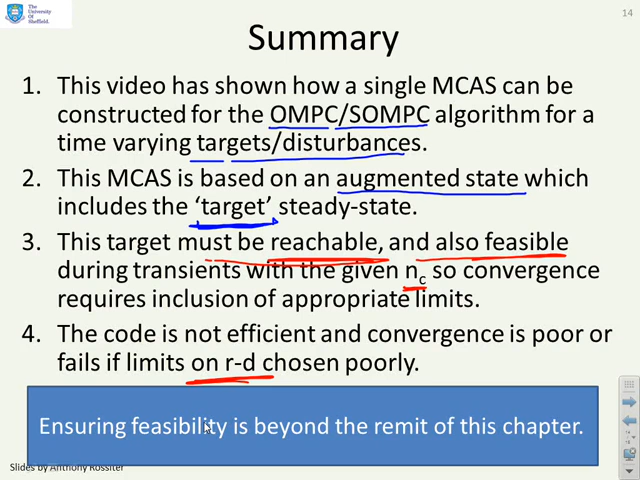 The
University
Of
Sheffield.
14
Summary
1. This video has shown how a single MCAS can be
constructed for the OMPC/SOMPC algorithm for a
time varying targets/disturbances.
2. This MCAS is based on an augmented state which
includes the ‘target’ steady-state.
3. This target must be reachable, and also feasible
during transients with the given nc so convergence
requires inclusion of appropriate limits.
4. The code is not efficient and convergence is poor or
fails if limits on r-d chosen poorly.
Ensuring feasibility is beyond the remit of this chapter.
Slides by Anthony Rossiter